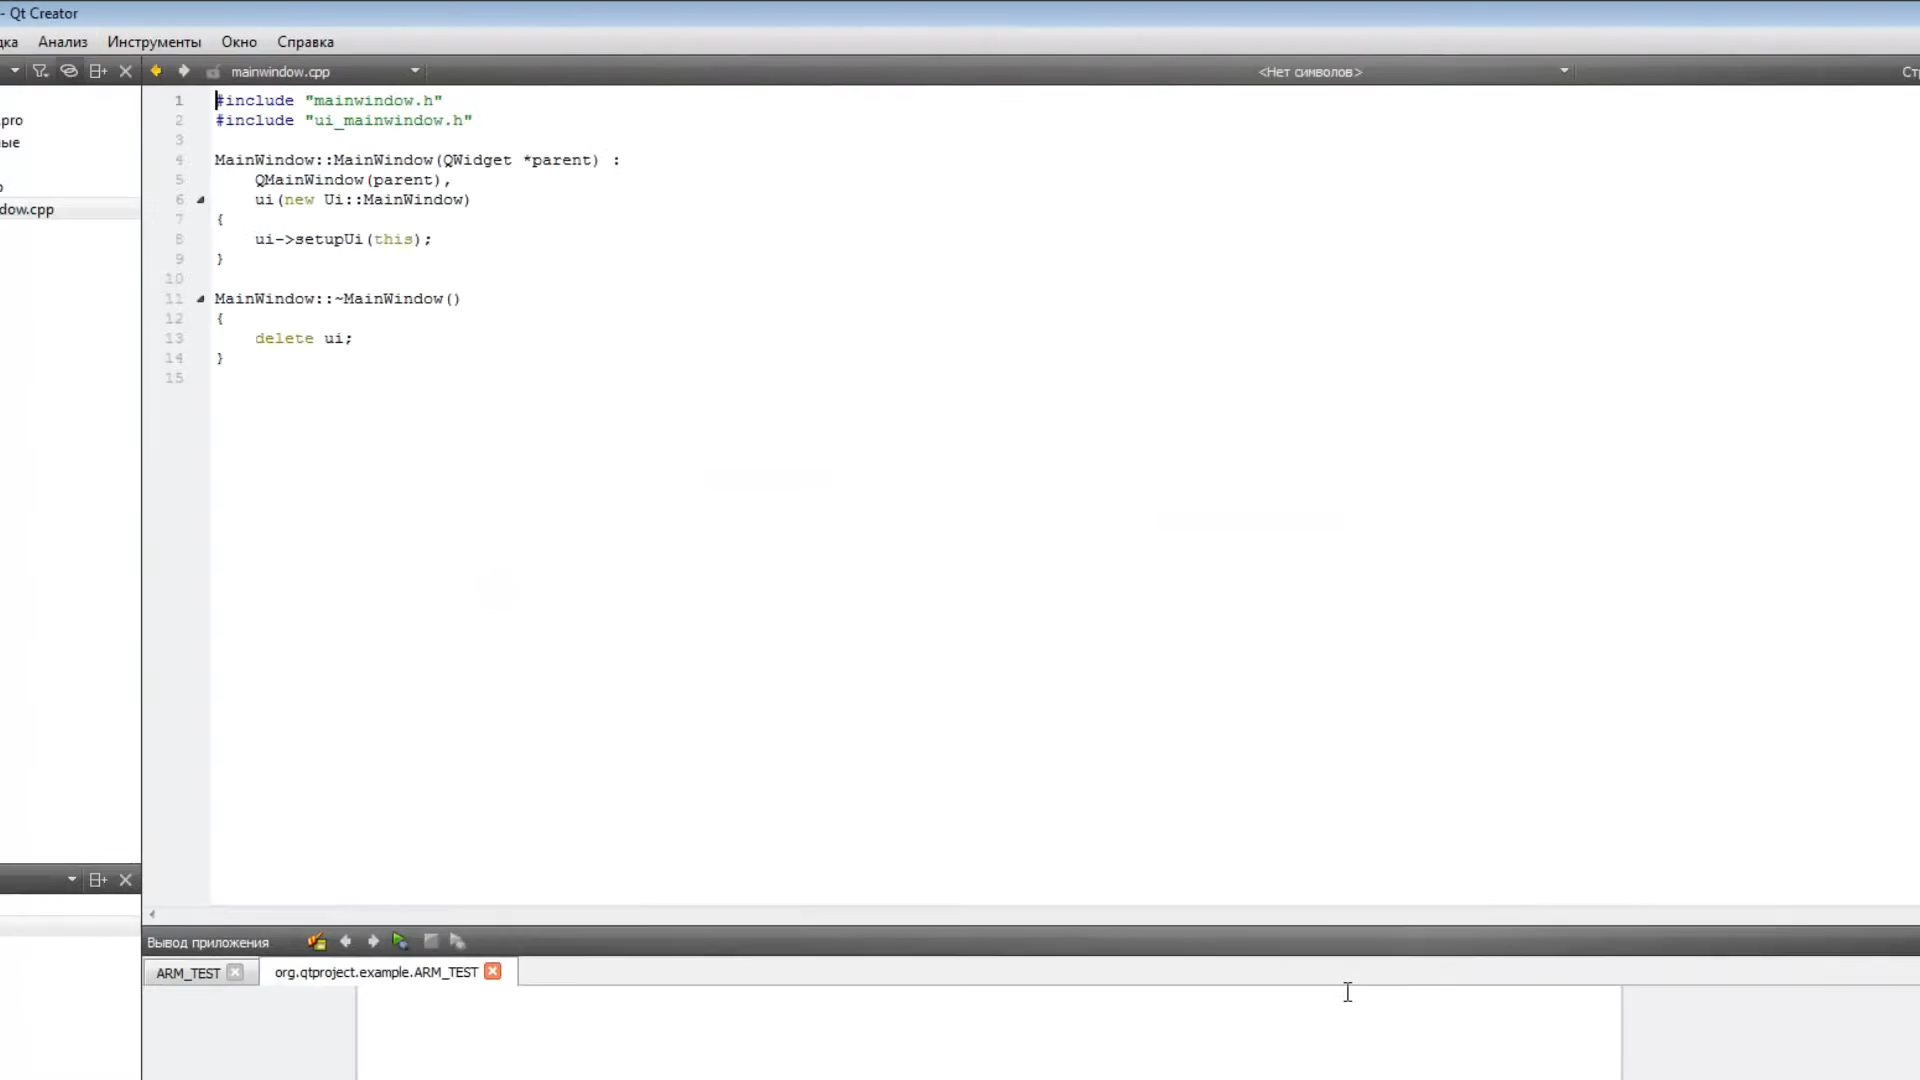 - Qt Creator
дка Анализ Инструменты Окно Справка
mainwindow.cpp <Нет символов> Ст
.pro
ые
dow.cpp
1 #include "mainwindow.h"
2 #include "ui_mainwindow.h"
3
4 MainWindow::MainWindow(QWidget *parent) :
5 QMainWindow(parent),
6 ui(new Ui::MainWindow)
7 {
8 ui->setupUi(this);
9 }
10
11 MainWindow::~MainWindow()
12 {
13 delete ui;
14 }
15
Вывод приложения
ARM_TEST org.qtproject.example.ARM_TEST